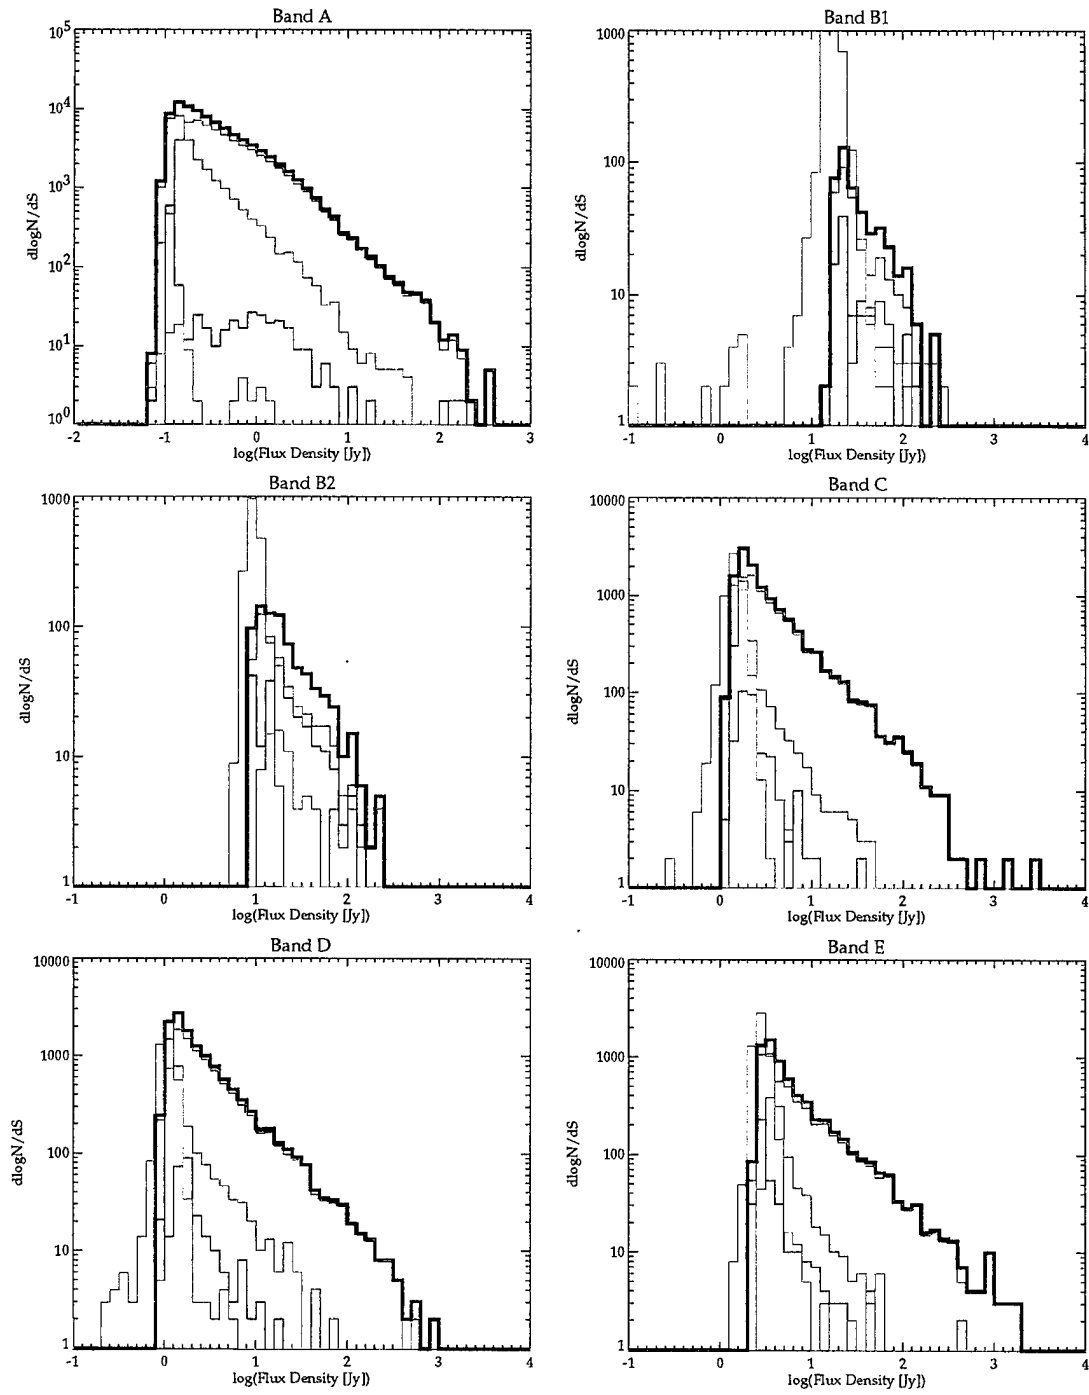 Band A
10^5
10^4
10^3
10^2
10^1
10^0
dlogN/dS
-2 -1 0 1 2 3
log(Flux Density [Jy])
Band B1
1000
100
10
1
dlogN/dS
-1 0 1 2 3 4
log(Flux Density [Jy])
Band B2
1000
100
10
1
dlogN/dS
-1 0 1 2 3 4
log(Flux Density [Jy])
Band C
10000
1000
100
10
1
dlogN/dS
-1 0 1 2 3 4
log(Flux Density [Jy])
Band D
10000
1000
100
10
1
dlogN/dS
-1 0 1 2 3 4
log(Flux Density [Jy])
Band E
10000
1000
100
10
1
dlogN/dS
-1 0 1 2 3 4
log(Flux Density [Jy])